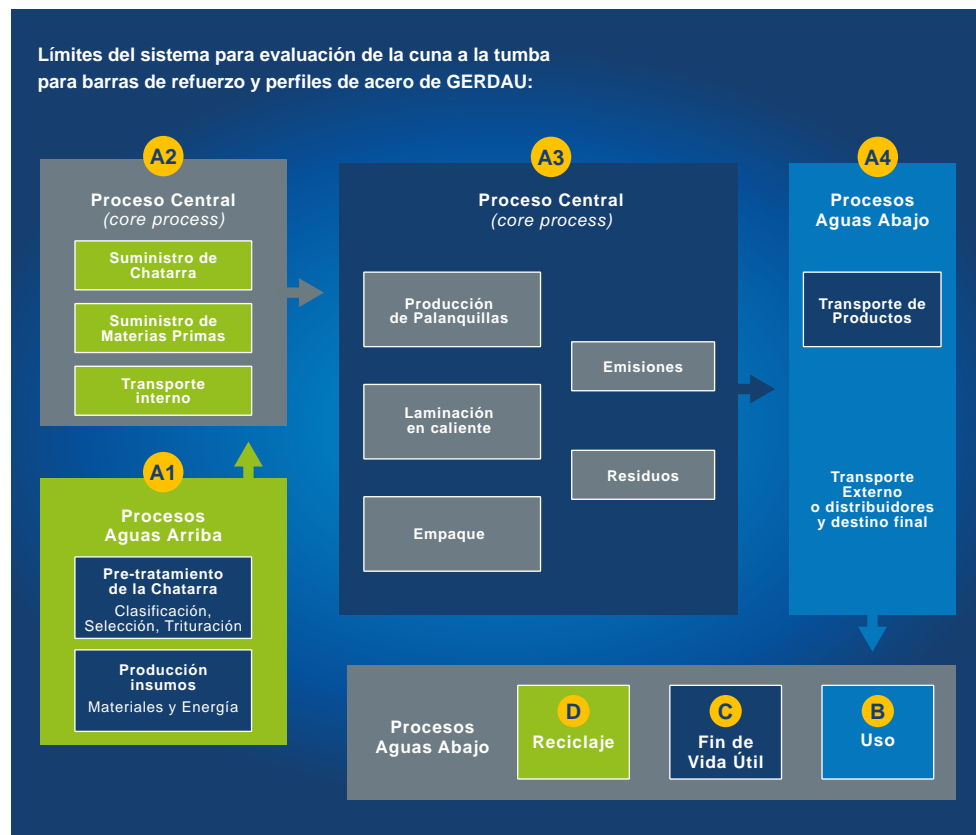 Límites del sistema para evaluación de la cuna a la tumba
para barras de refuerzo y perfiles de acero de GERDAU:
A2
Proceso Central
(core process)
Suministro de
Chatarra
Suministro de
Materias Primas
Transporte
interno
A1
Procesos
Aguas Arriba
Pre-tratamiento
de la Chatarra
Clasificación,
Selección, Trituración
Producción
insumos
Materiales y Energía
A3
Proceso Central
(core process)
Producción
de Palanquillas
Laminación
en caliente
Empaque
Emisiones
Residuos
A4
Procesos
Aguas Abajo
Transporte de
Productos
Transporte
Externo
o distribuidores
y destino final
Procesos
Aguas Abajo
D
Reciclaje
C
Fin de
Vida Útil
B
Uso